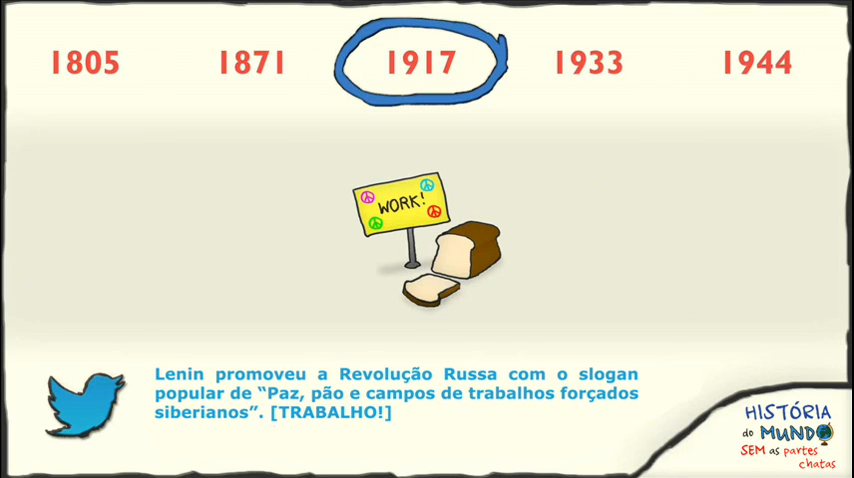 1805 1871 1917 1933 1944
WORK!
Lenin promoveu a Revolução Russa com o slogan
popular de “Paz, pão e campos de trabalhos forçados
siberianos”. [TRABALHO!]
HISTÓRIA
do MUNDO
SEM as partes
chatas